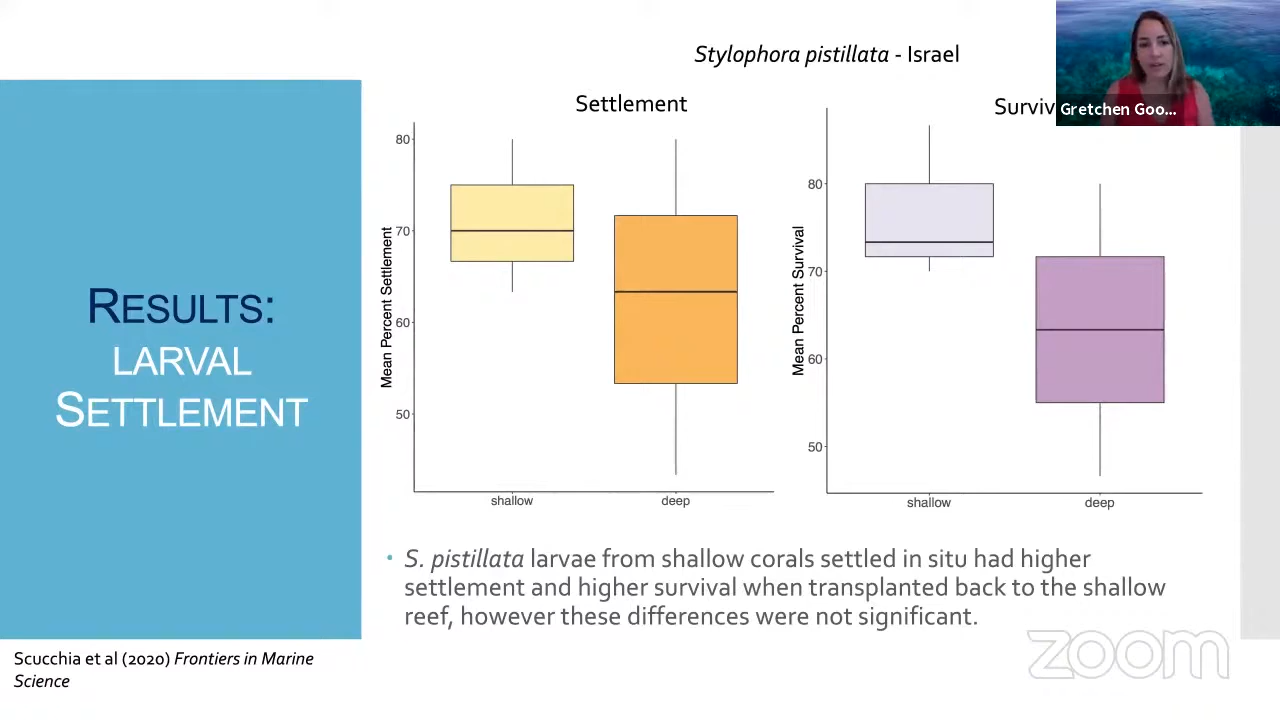 Stylophora pistillata - Israel
Gretchen Goo...
RESULTS:
LARVAL
SETTLEMENT
Settlement
Mean Percent Settlement
80
70
60
50
shallow
deep
Surviv
Mean Percent Survival
80
70
60
50
shallow
deep
• S. pistillata larvae from shallow corals settled in situ had higher
settlement and higher survival when transplanted back to the shallow
reef, however these differences were not significant.
Scucchia et al (2020) Frontiers in Marine
Science
zoom